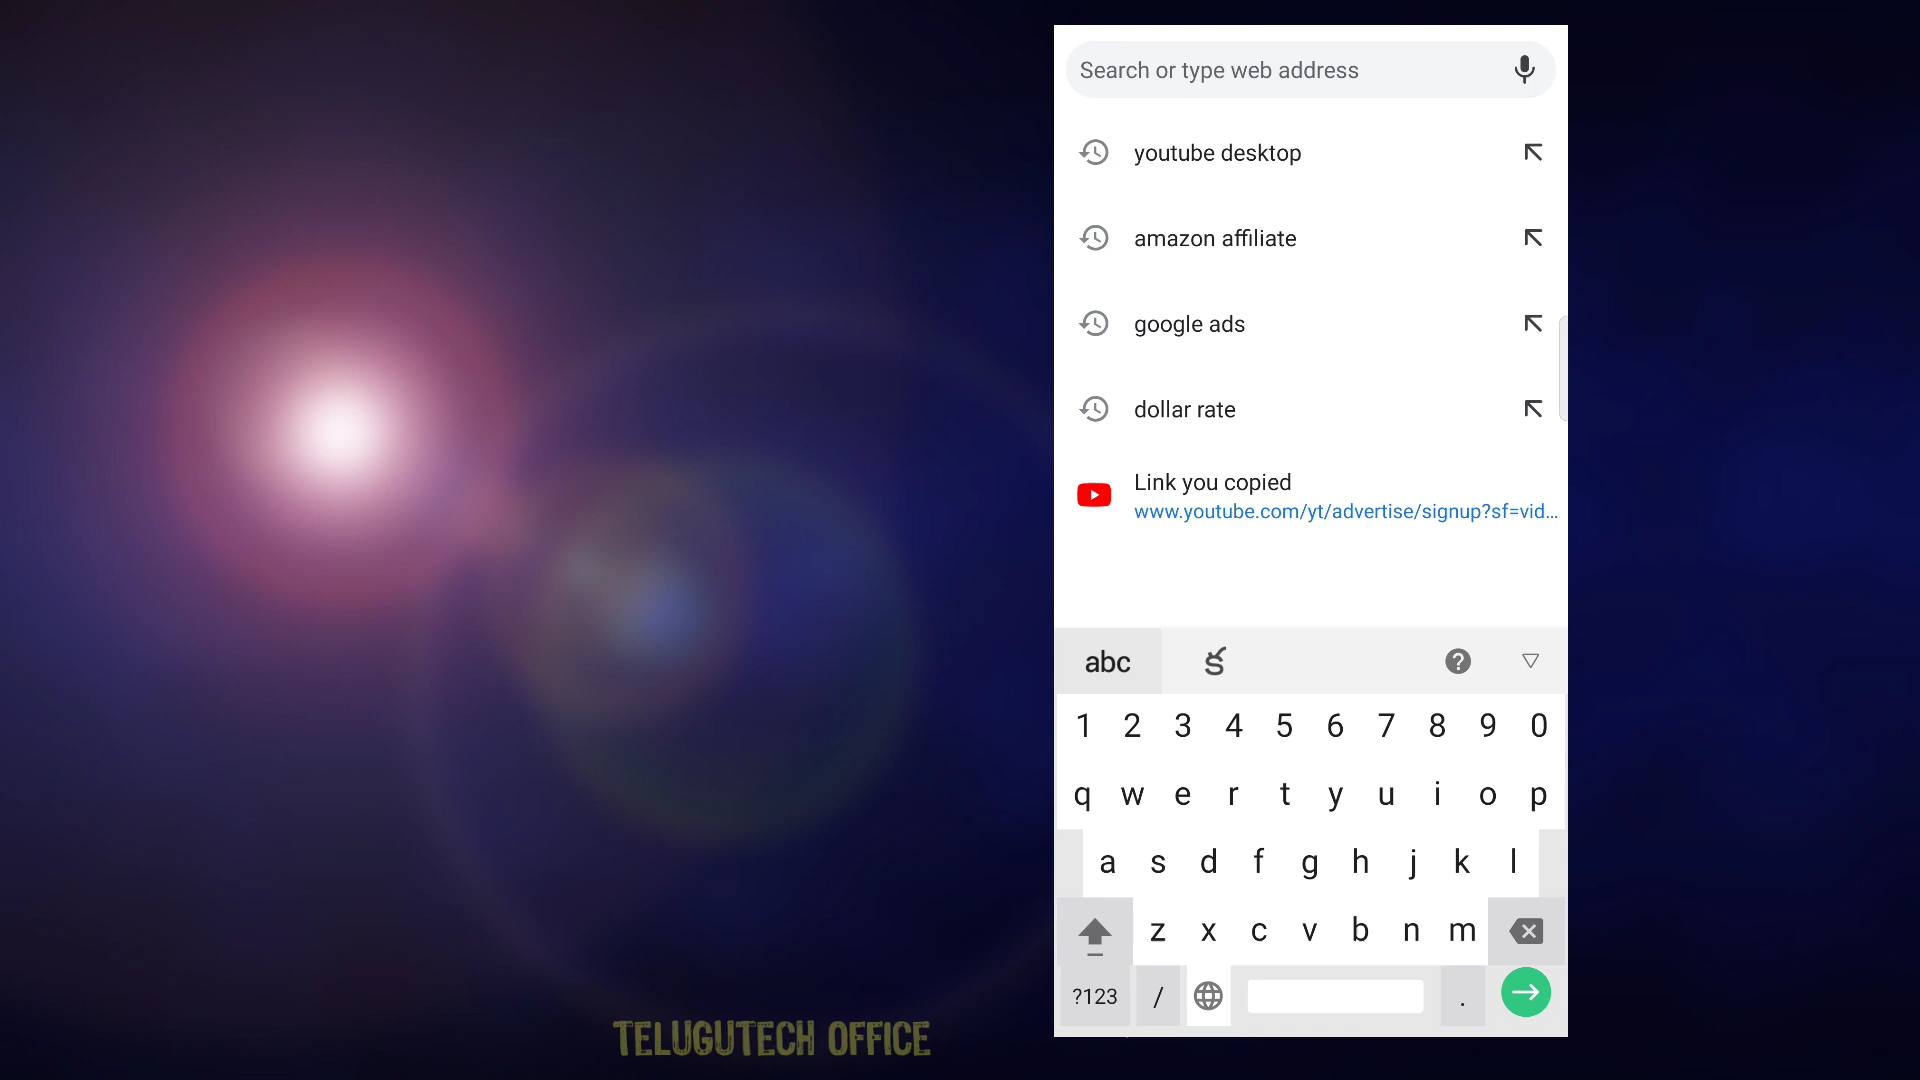 Search or type web address
youtube desktop
amazon affiliate
google ads
dollar rate
Link you copied
www.youtube.com/yt/advertise/signup?sf=vid...
abc క
1 2 3 4 5 6 7 8 9 0
q w e r t y u i o p
a s d f g h j k l
z x c v b n m
?123 / .
TELUGUTECH OFFICE